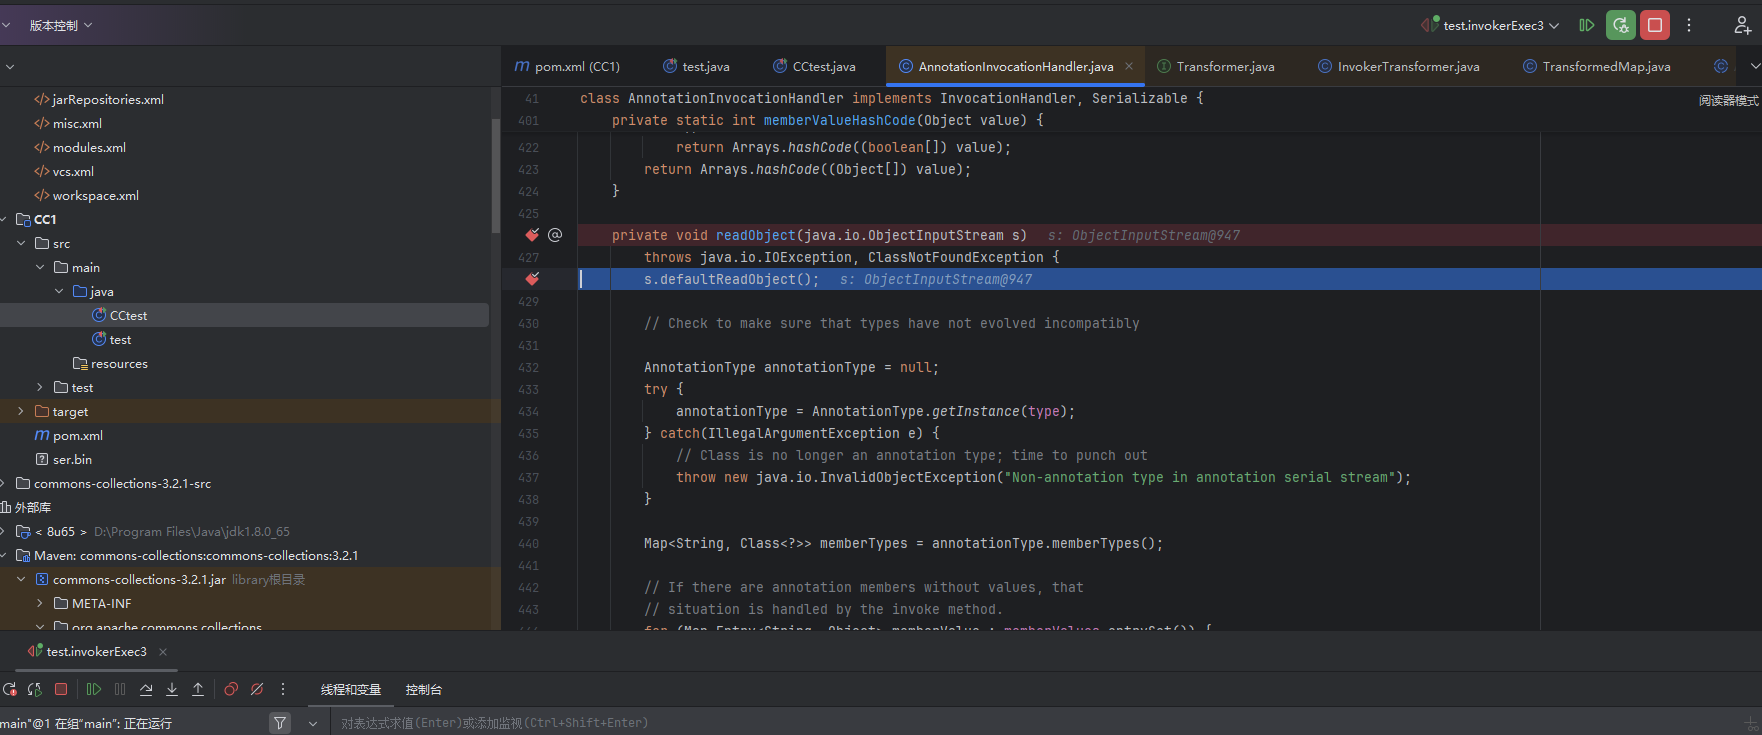 版本控制
test.invokerExec3
pom.xml (CC1)
test.java
CCtest.java
AnnotationInvocationHandler.java
Transformer.java
InvokerTransformer.java
TransformedMap.java
阅读器模式
jarRepositories.xml
misc.xml
modules.xml
vcs.xml
workspace.xml
CC1
src
main
java
CCtest
test
resources
test
target
pom.xml
ser.bin
commons-collections-3.2.1-src
外部库
< 8u65 > D:\Program Files\Java\jdk1.8.0_65
Maven: commons-collections:commons-collections:3.2.1
commons-collections-3.2.1.jar library根目录
META-INF
org.apache.commons.collections
41 class AnnotationInvocationHandler implements InvocationHandler, Serializable {
401 private static int memberValueHashCode(Object value) {
422 return Arrays.hashCode((boolean[]) value);
423 return Arrays.hashCode((Object[]) value);
424 }
425
@ private void readObject(java.io.ObjectInputStream s) s: ObjectInputStream@947
427 throws java.io.IOException, ClassNotFoundException {
s.defaultReadObject(); s: ObjectInputStream@947
429
430 // Check to make sure that types have not evolved incompatibly
431
432 AnnotationType annotationType = null;
433 try {
434 annotationType = AnnotationType.getInstance(type);
435 } catch(IllegalArgumentException e) {
436 // Class is no longer an annotation type; time to punch out
437 throw new java.io.InvalidObjectException("Non-annotation type in annotation serial stream");
438 }
439
440 Map<String, Class<?>> memberTypes = annotationType.memberTypes();
441
442 // If there are annotation members without values, that
443 // situation is handled by the invoke method.
for (Map.Entry<String, Object> memberValue : memberValues.entrySet()) {
test.invokerExec3
线程和变量
控制台
main"@1 在组"main": 正在运行
对表达式求值(Enter)或添加监视(Ctrl+Shift+Enter)